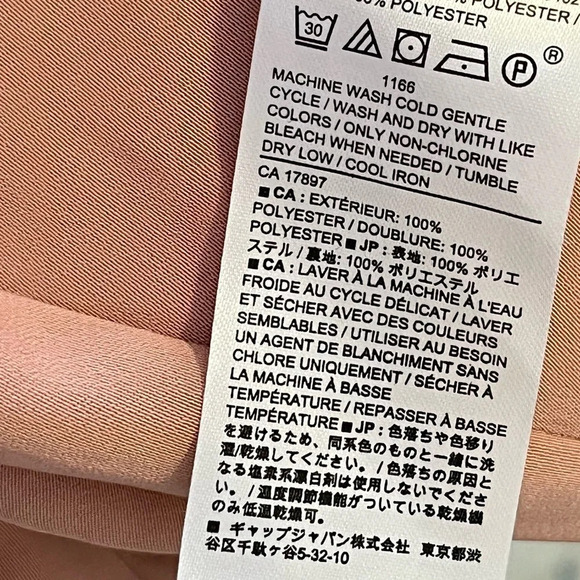 % POLYESTER /
100% POLYESTER
30
P
®
1166
MACHINE WASH COLD GENTLE
CYCLE / WASH AND DRY WITH LIKE
COLORS / ONLY NON-CHLORINE
BLEACH WHEN NEEDED / TUMBLE
DRY LOW / COOL IRON
CA 17897
■ CA : EXTÉRIEUR: 100%
POLYESTER / DOUBLURE: 100%
POLYESTER ■ JP : 表地: 100% ポリエ
ステル / 裏地: 100% ポリエステル
■ CA : LAVER À LA MACHINE À L'EAU
FROIDE AU CYCLE DÉLICAT / LAVER
ET SÉCHER AVEC DES COULEURS
SEMBLABLES / UTILISER AU BESOIN
UN AGENT DE BLANCHIMENT SANS
CHLORE UNIQUEMENT / SÉCHER À
LA MACHINE À BASSE
TEMPÉRATURE / REPASSER À BASSE
TEMPÉRATURE ■ JP : 色落ちや色移り
を避けるため、同系色のものと一緒に洗
濯/乾燥してください。 / 色落ちの原因と
なる塩素系漂白剤は使用しないでくださ
い。 / 温度調節機能がついている乾燥機
のみ低温乾燥可。
■ ギャップジャパン株式会社 東京都渋
谷区千駄ヶ谷5-32-10